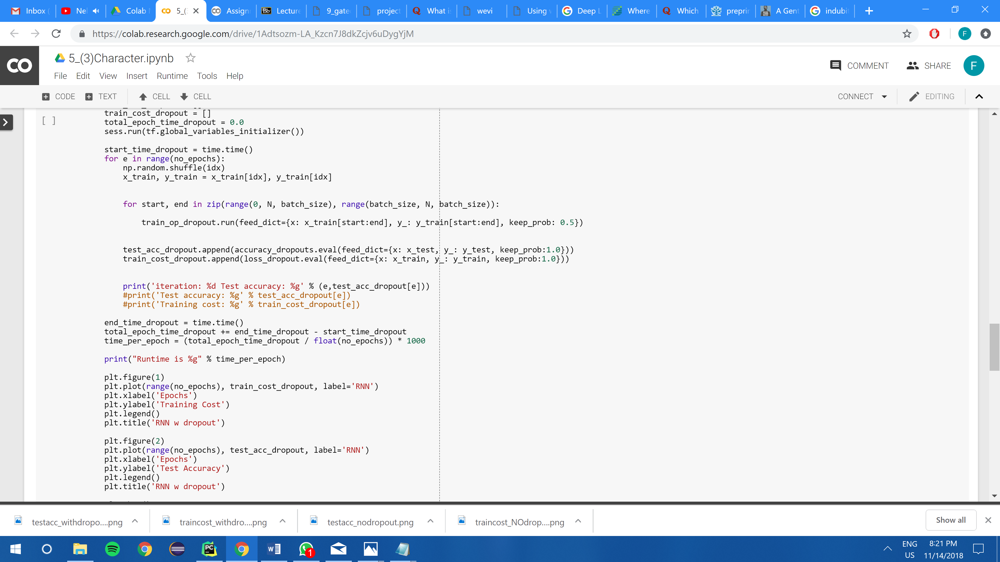 Inbox (
Nel
Colab
5_(
Assign
Bb
Lecture
9_gate
project
Q
What is
wevi
Using
G
Deep L
Where
Q
Which
preprin
A Gent
G
indubit
https://colab.research.google.com/drive/1Adtsozm-LA_Kzcn7J8dkZcjv6uDygYjM
F
CO
5_(3)Character.ipynb
COMMENT
SHARE
F
File Edit View Insert Runtime Tools Help
CODE TEXT CELL CELL
CONNECT
EDITING
[ ]
train_cost_dropout = []
total_epoch_time_dropout = 0.0
sess.run(tf.global_variables_initializer())
start_time_dropout = time.time()
for e in range(no_epochs):
np.random.shuffle(idx)
x_train, y_train = x_train[idx], y_train[idx]
for start, end in zip(range(0, N, batch_size), range(batch_size, N, batch_size)):
train_op_dropout.run(feed_dict={x: x_train[start:end], y_: y_train[start:end], keep_prob: 0.5})
test_acc_dropout.append(accuracy_dropouts.eval(feed_dict={x: x_test, y_: y_test, keep_prob:1.0}))
train_cost_dropout.append(loss_dropout.eval(feed_dict={x: x_train, y_: y_train, keep_prob:1.0}))
print('iteration: %d Test accuracy: %g' % (e,test_acc_dropout[e]))
#print('Test accuracy: %g' % test_acc_dropout[e])
#print('Training cost: %g' % train_cost_dropout[e])
end_time_dropout = time.time()
total_epoch_time_dropout += end_time_dropout - start_time_dropout
time_per_epoch = (total_epoch_time_dropout / float(no_epochs)) * 1000
print("Runtime is %g" % time_per_epoch)
plt.figure(1)
plt.plot(range(no_epochs), train_cost_dropout, label='RNN')
plt.xlabel('Epochs')
plt.ylabel('Training Cost')
plt.legend()
plt.title('RNN w dropout')
plt.figure(2)
plt.plot(range(no_epochs), test_acc_dropout, label='RNN')
plt.xlabel('Epochs')
plt.ylabel('Test Accuracy')
plt.legend()
plt.title('RNN w dropout')
testacc_withdropo....png
traincost_withdro....png
testacc_nodropout.png
traincost_NOdrop....png
Show all
PC
W
1
ENG
US
8:21 PM
11/14/2018